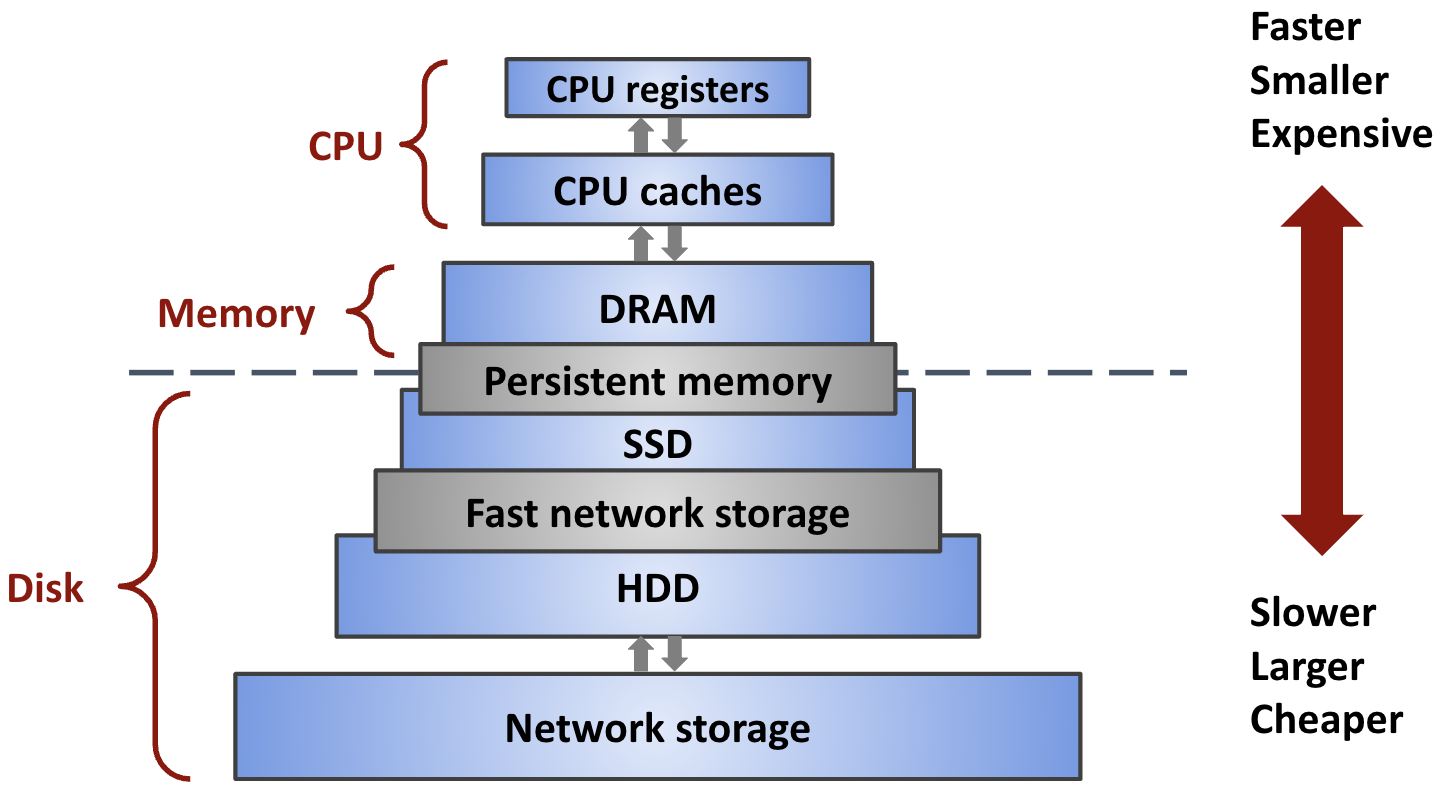 Faster
Smaller
Expensive
CPU registers
CPU
CPU caches
Memory
DRAM
Persistent memory
SSD
Fast network storage
Disk
HDD
Network storage
Slower
Larger
Cheaper